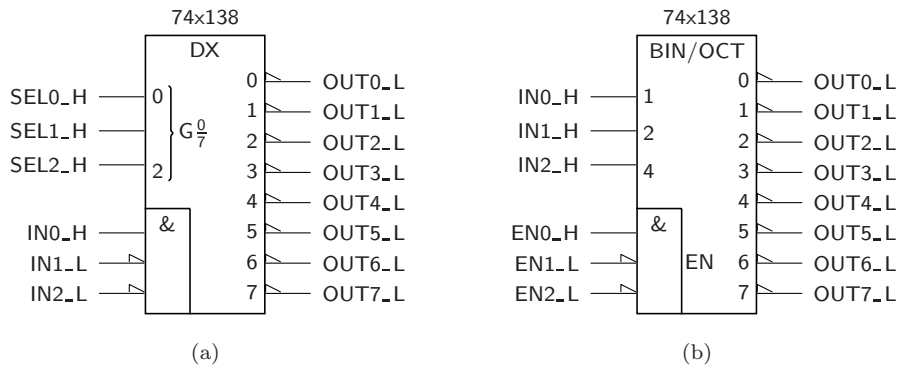 74x138
DX
SEL0_H
SEL1_H
SEL2_H
0
2
G 0/7
&
IN0_H
IN1_L
IN2_L
0 OUT0_L
1 OUT1_L
2 OUT2_L
3 OUT3_L
4 OUT4_L
5 OUT5_L
6 OUT6_L
7 OUT7_L
(a)
74x138
BIN/OCT
IN0_H 1
IN1_H 2
IN2_H 4
&
EN0_H
EN1_L
EN2_L
EN
0 OUT0_L
1 OUT1_L
2 OUT2_L
3 OUT3_L
4 OUT4_L
5 OUT5_L
6 OUT6_L
7 OUT7_L
(b)